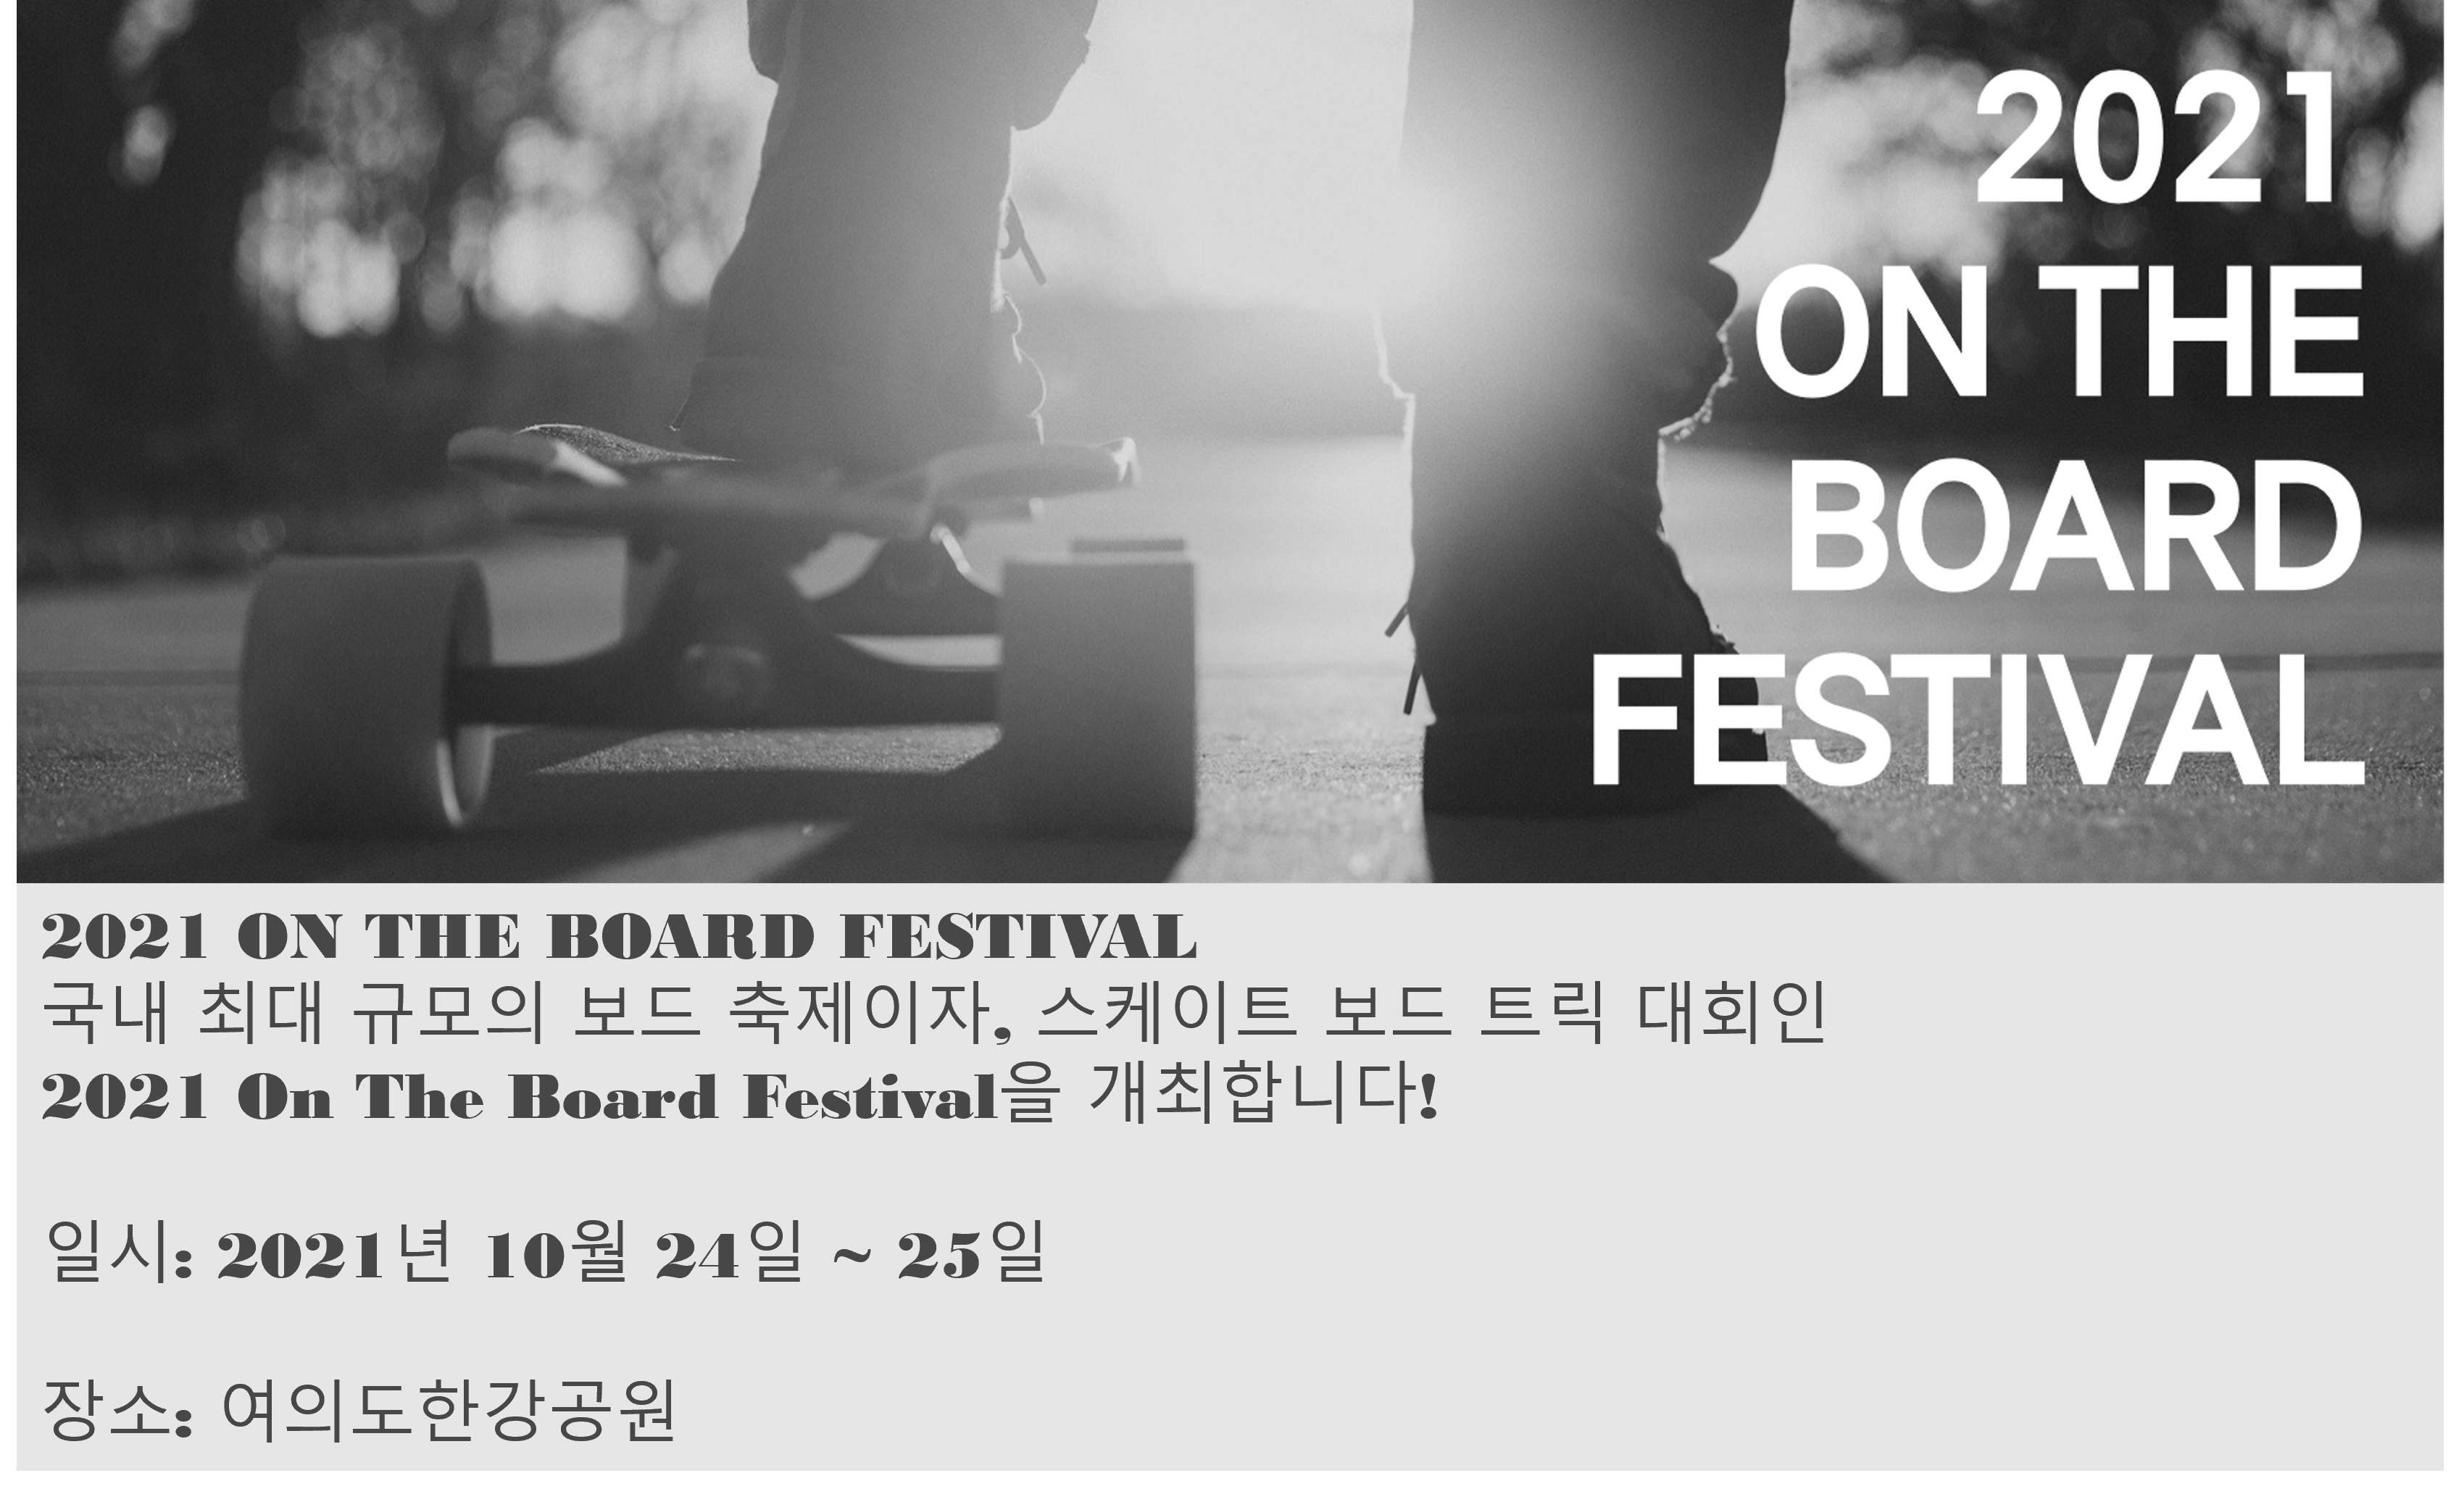 2021
ON THE
BOARD
FESTIVAL
2021 ON THE BOARD FESTIVAL
국내 최대 규모의 보드 축제이자, 스케이트 보드 트릭 대회인
2021 On The Board Festival을 개최합니다!
일시: 2021년 10월 24일 ~ 25일
장소: 여의도한강공원